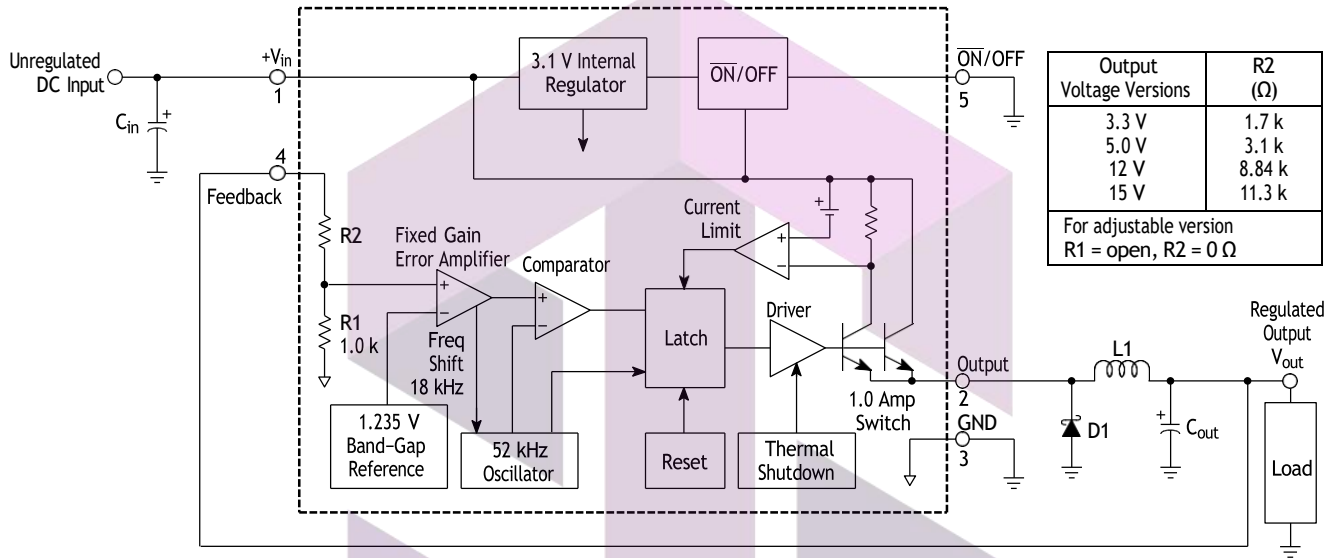 Unregulated
DC Input
Cin
+
+Vin
1
4
Feedback
3.1 V Internal
Regulator
ON/OFF
ON/OFF
5
R2
R1
1.0 k
Fixed Gain
Error Amplifier
+
−
Freq
Shift
18 kHz
Comparator
+
−
Current
Limit
+
+
−
Latch
Driver
1.0 Amp
Switch
1.235 V
Band−Gap
Reference
52 kHz
Oscillator
Reset
Thermal
Shutdown
Output
2
GND
3
L1
D1
+
Cout
Regulated
Output
Vout
Load
Output
Voltage Versions
R2
(Ω)
3.3 V 1.7 k
5.0 V 3.1 k
12 V 8.84 k
15 V 11.3 k
For adjustable version
R1 = open, R2 = 0 Ω